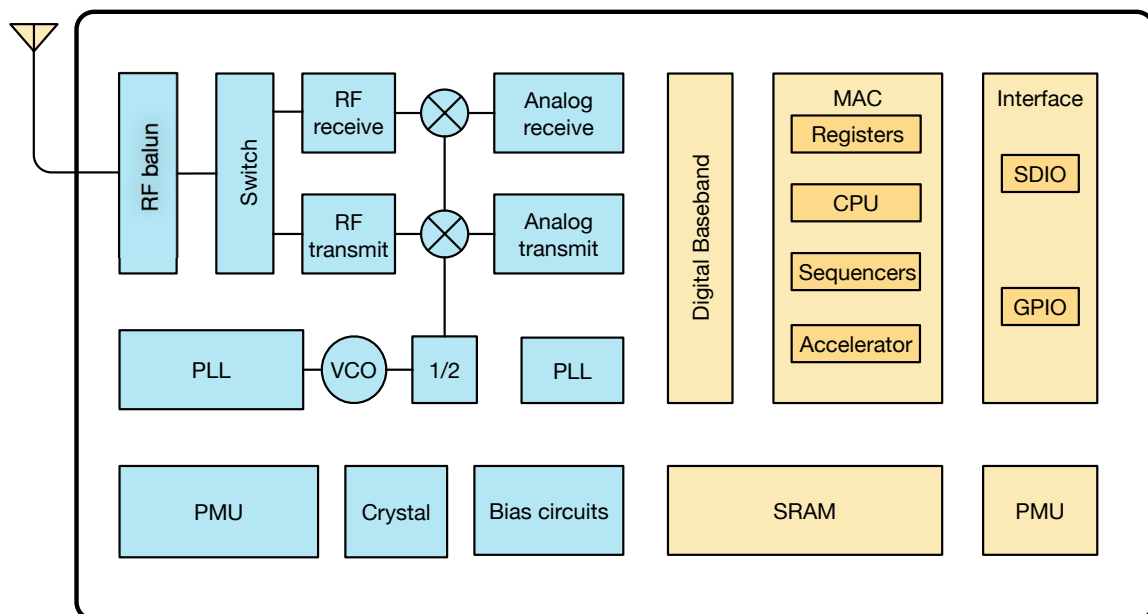 RF balun
Switch
RF
receive
Analog
receive
RF
transmit
Analog
transmit
PLL
VCO
1/2
PLL
PMU
Crystal
Bias circuits
Digital Baseband
MAC
Registers
CPU
Sequencers
Accelerator
Interface
SDIO
GPIO
SRAM
PMU